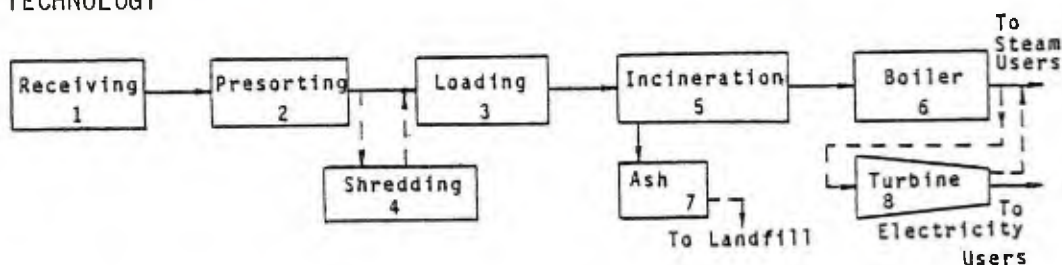 TECHNOLOGY
Receiving
1
Presorting
2
Loading
3
Shredding
4
Incineration
5
Boiler
6
To
Steam
Users
Ash
7
To Landfill
Turbine
8
To
Electricity
Users